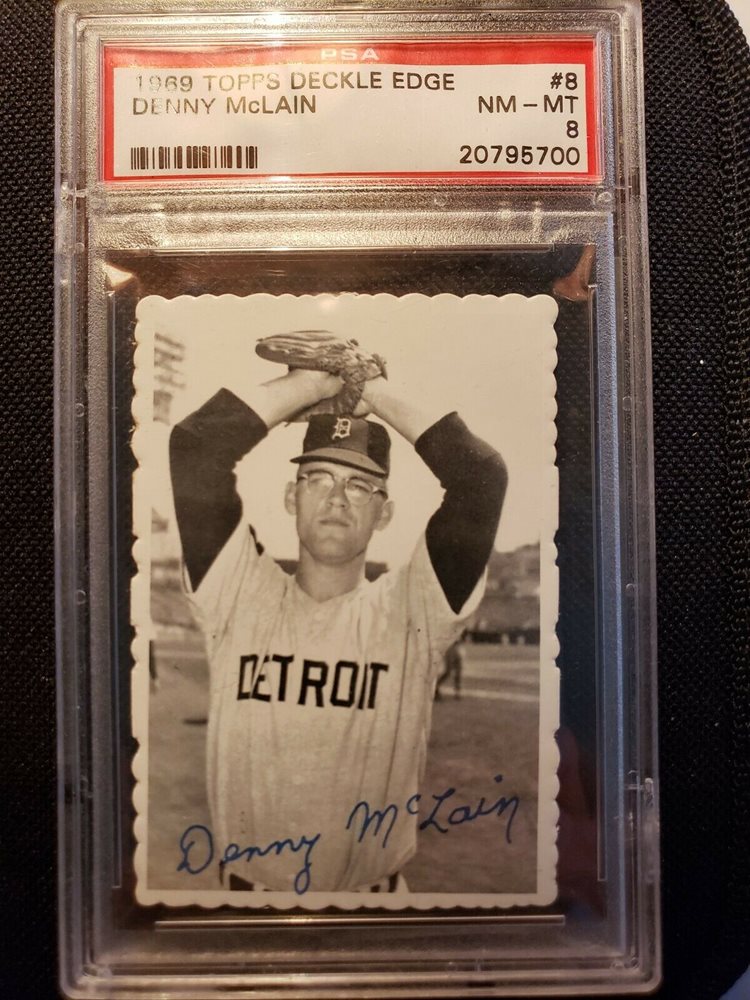 PSA
1969 TOPPS DECKLE EDGE #8
DENNY McLAIN NM - MT
8
20795700
D
DETROIT
Denny McLain